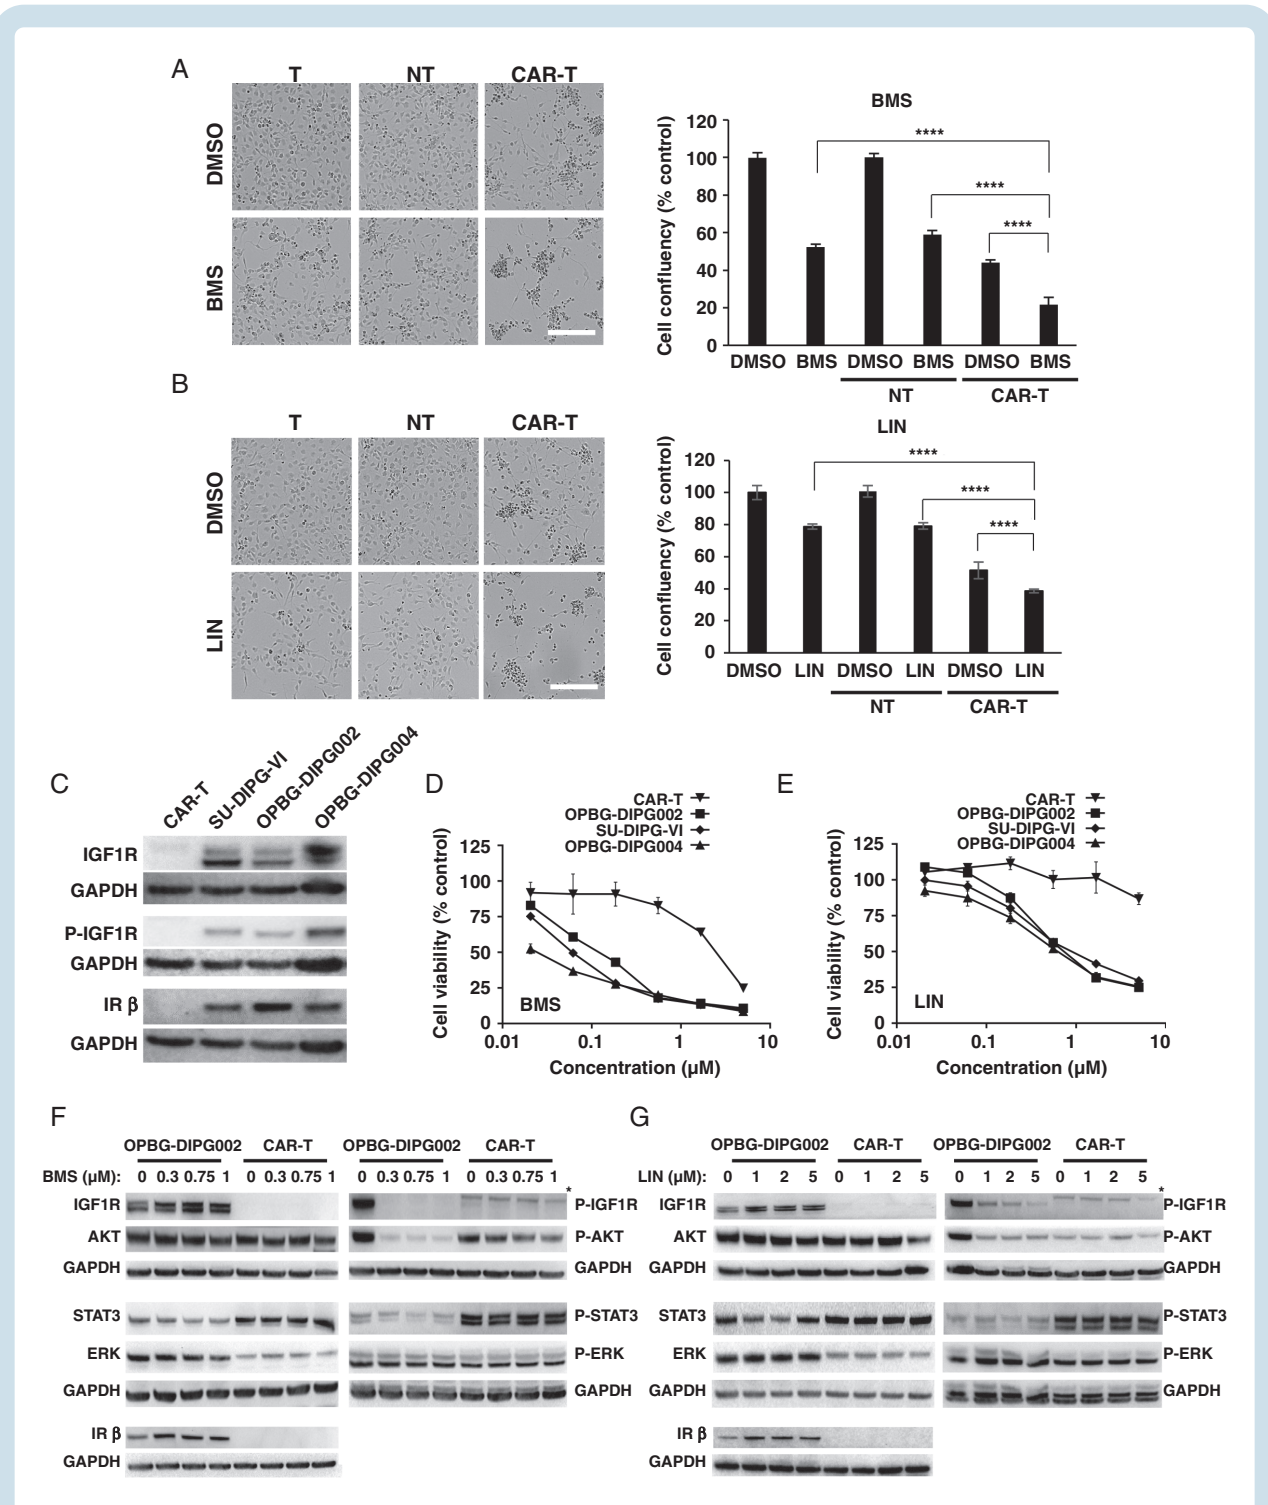 A
T NT CAR-T
DMSO
BMS
BMS
Cell confluency (% control)
120
100
80
60
40
20
0
****
****
****
DMSO BMS DMSO BMS DMSO BMS
NT CAR-T
B
T NT CAR-T
DMSO
LIN
LIN
Cell confluency (% control)
120
100
80
60
40
20
0
****
****
****
DMSO LIN DMSO LIN DMSO LIN
NT CAR-T
C
CAR-T SU-DIPG-VI OPBG-DIPG002 OPBG-DIPG004
IGF1R
GAPDH
P-IGF1R
GAPDH
IR β
GAPDH
D
CAR-T
OPBG-DIPG002
SU-DIPG-VI
OPBG-DIPG004
Cell viability (% control)
125
100
75
50
25
0
BMS
0.01 0.1 1 10
Concentration (µM)
E
CAR-T
OPBG-DIPG002
SU-DIPG-VI
OPBG-DIPG004
Cell viability (% control)
125
100
75
50
25
0
LIN
0.01 0.1 1 10
Concentration (µM)
F
OPBG-DIPG002 CAR-T OPBG-DIPG002 CAR-T
BMS (µM): 0 0.3 0.75 1 0 0.3 0.75 1 0 0.3 0.75 1 0 0.3 0.75 1
*
IGF1R P-IGF1R
AKT P-AKT
GAPDH GAPDH
STAT3 P-STAT3
ERK P-ERK
GAPDH GAPDH
IR β
GAPDH
G
OPBG-DIPG002 CAR-T OPBG-DIPG002 CAR-T
LIN (µM): 0 1 2 5 0 1 2 5 0 1 2 5 0 1 2 5
*
IGF1R P-IGF1R
AKT P-AKT
GAPDH GAPDH
STAT3 P-STAT3
ERK P-ERK
GAPDH GAPDH
IR β
GAPDH